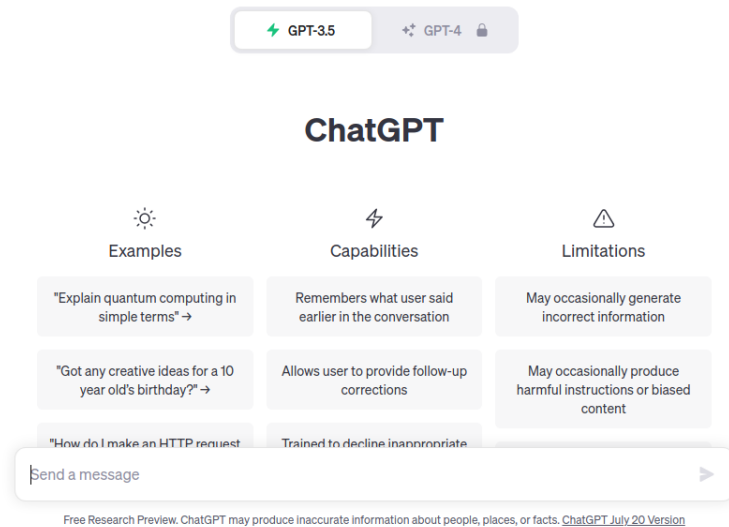 GPT-3.5
GPT-4
ChatGPT
Examples
"Explain quantum computing in
simple terms" →
"Got any creative ideas for a 10
year old's birthday?" →
"How do I make an HTTP request
Capabilities
Remembers what user said
earlier in the conversation
Allows user to provide follow-up
corrections
Trained to decline inappropriate
Limitations
May occasionally generate
incorrect information
May occasionally produce
harmful instructions or biased
content
Send a message
Free Research Preview. ChatGPT may produce inaccurate information about people, places, or facts. ChatGPT July 20 Version